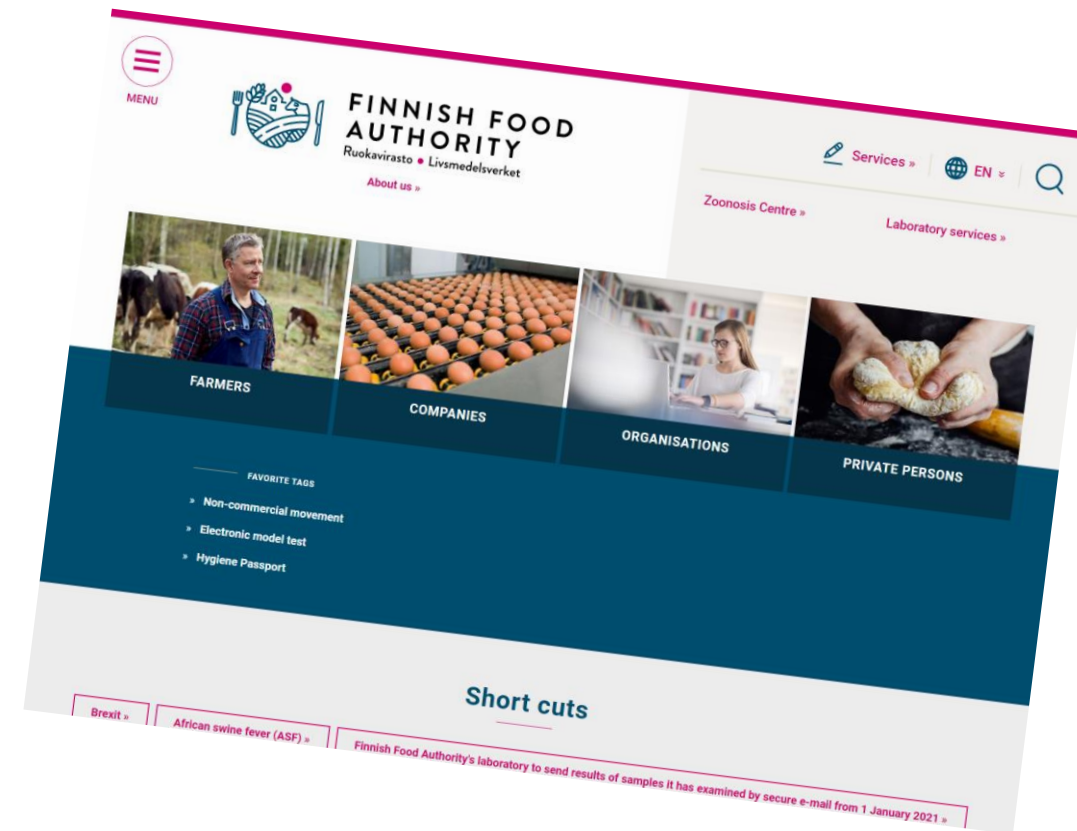 MENU
FINNISH FOOD
AUTHORITY
Ruokavirasto • Livsmedelsverket
About us »
Services »
EN
Zoonosis Centre »
Laboratory services »
FARMERS
COMPANIES
ORGANISATIONS
PRIVATE PERSONS
FAVORITE TAGS
» Non-commercial movement
» Electronic model test
» Hygiene Passport
Short cuts
Brexit »
African swine fever (ASF) »
Finnish Food Authority's laboratory to send results of samples it has examined by secure e-mail from 1 January 2021 »